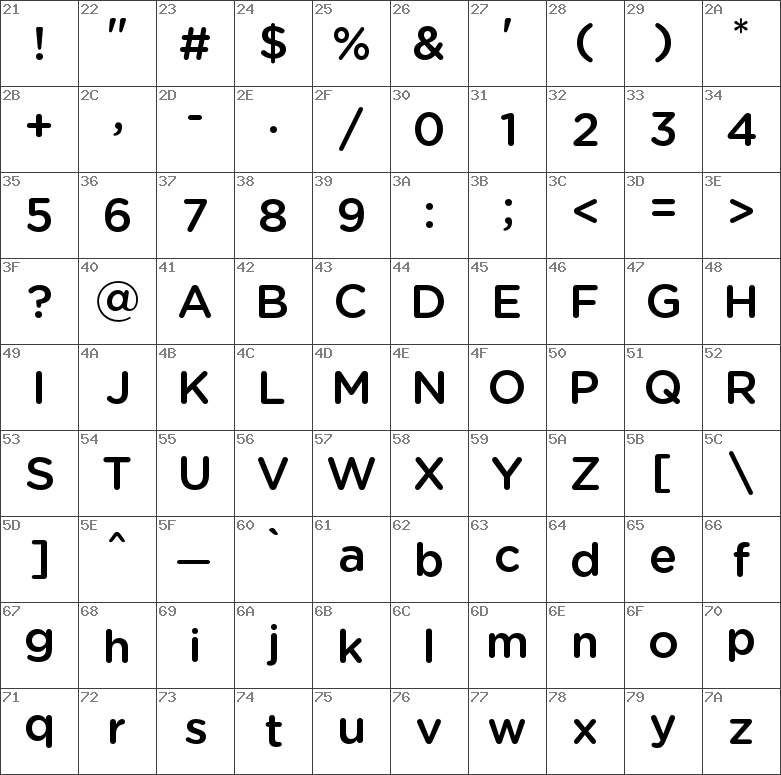 21 22 23 24 25 26 27 28 29 2A
! " # $ % & ' ( ) *
2B 2C 2D 2E 2F 30 31 32 33 34
+ , - . / 0 1 2 3 4
35 36 37 38 39 3A 3B 3C 3D 3E
5 6 7 8 9 : ; < = >
3F 40 41 42 43 44 45 46 47 48
? @ A B C D E F G H
49 4A 4B 4C 4D 4E 4F 50 51 52
I J K L M N O P Q R
53 54 55 56 57 58 59 5A 5B 5C
S T U V W X Y Z [ \
5D 5E 5F 60 61 62 63 64 65 66
] ^ _ ` a b c d e f
67 68 69 6A 6B 6C 6D 6E 6F 70
g h i j k l m n o p
71 72 73 74 75 76 77 78 79 7A
q r s t u v w x y z